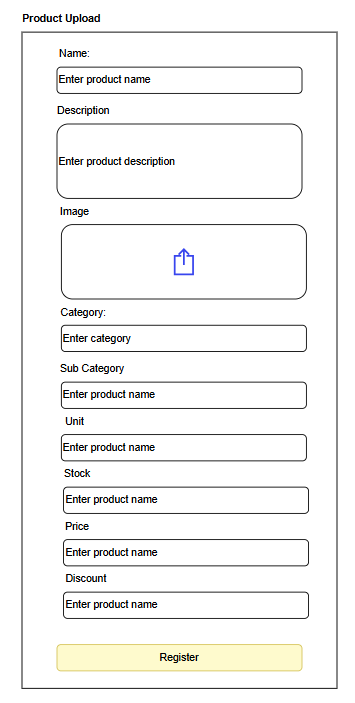 Product Upload
Name:
Enter product name
Description
Enter product description
Image
Category:
Enter category
Sub Category
Enter product name
Unit
Enter product name
Stock
Enter product name
Price
Enter product name
Discount
Enter product name
Register